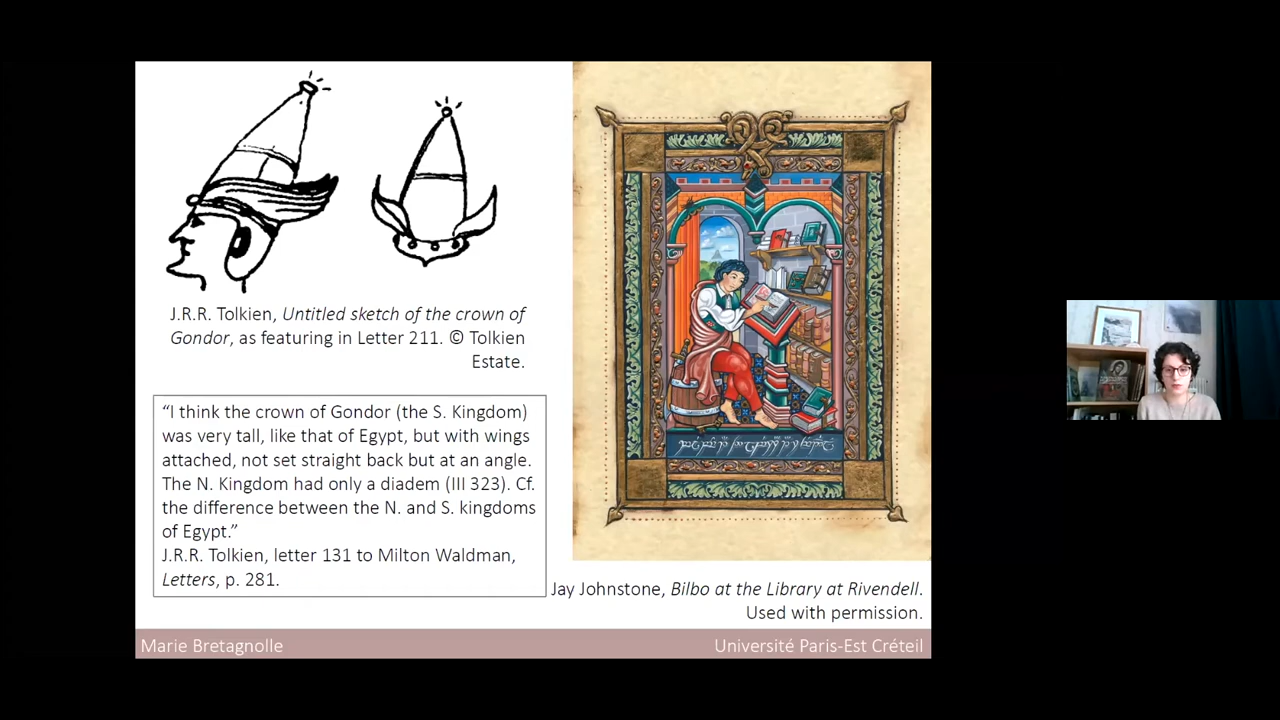 J.R.R. Tolkien, Untitled sketch of the crown of
Gondor, as featuring in Letter 211. © Tolkien
Estate.
“I think the crown of Gondor (the S. Kingdom)
was very tall, like that of Egypt, but with wings
attached, not set straight back but at an angle.
The N. Kingdom had only a diadem (III 323). Cf.
the difference between the N. and S. kingdoms
of Egypt.”
J.R.R. Tolkien, letter 131 to Milton Waldman,
Letters, p. 281.
Jay Johnstone, Bilbo at the Library at Rivendell.
Used with permission.
Marie Bretagnolle
Université Paris-Est Créteil